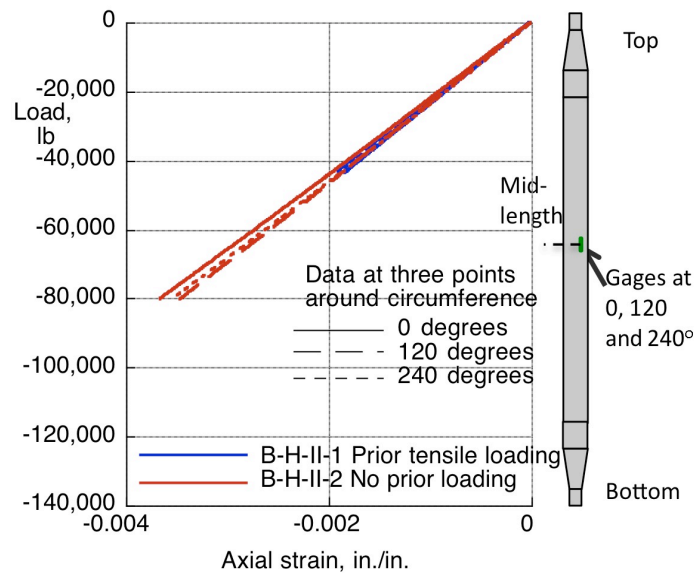 0
-20,000
Load,
lb
-40,000
-60,000
-80,000
-100,000
-120,000
-140,000
-0.004
-0.002
0
Axial strain, in./in.
Data at three points
around circumference
0 degrees
120 degrees
240 degrees
B-H-II-1 Prior tensile loading
B-H-II-2 No prior loading
Top
Mid-
length
Gages at
0, 120
and 240°
Bottom